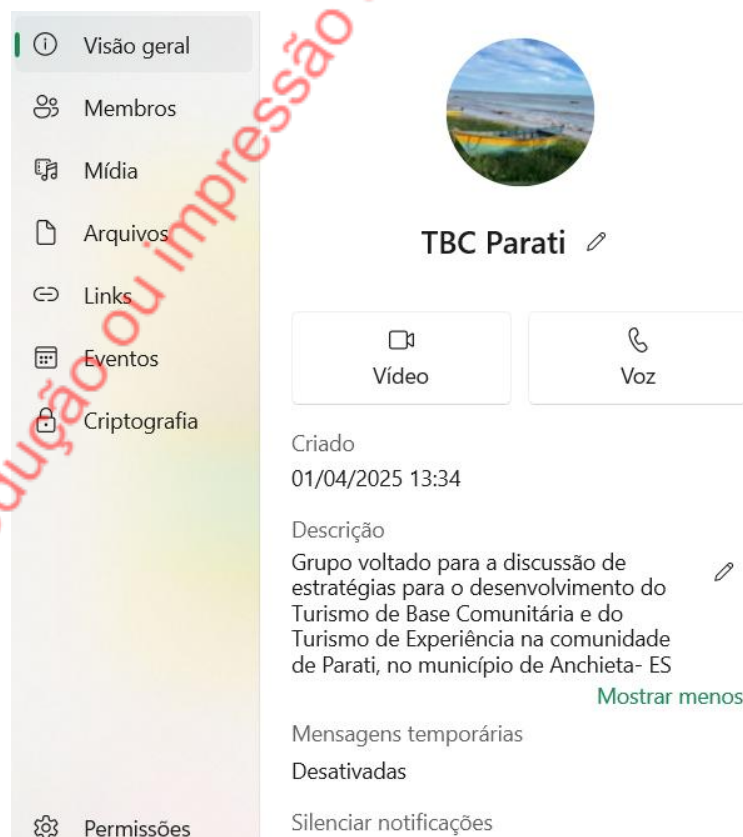 Visão geral
Membros
Mídia
Arquivos
Links
Eventos
Criptografia
Permissões
TBC Parati
Vídeo
Voz
Criado
01/04/2025 13:34
Descrição
Grupo voltado para a discussão de
estratégias para o desenvolvimento do
Turismo de Base Comunitária e do
Turismo de Experiência na comunidade
de Parati, no município de Anchieta- ES
Mostrar menos
Mensagens temporárias
Desativadas
Silenciar notificações
ou impressão